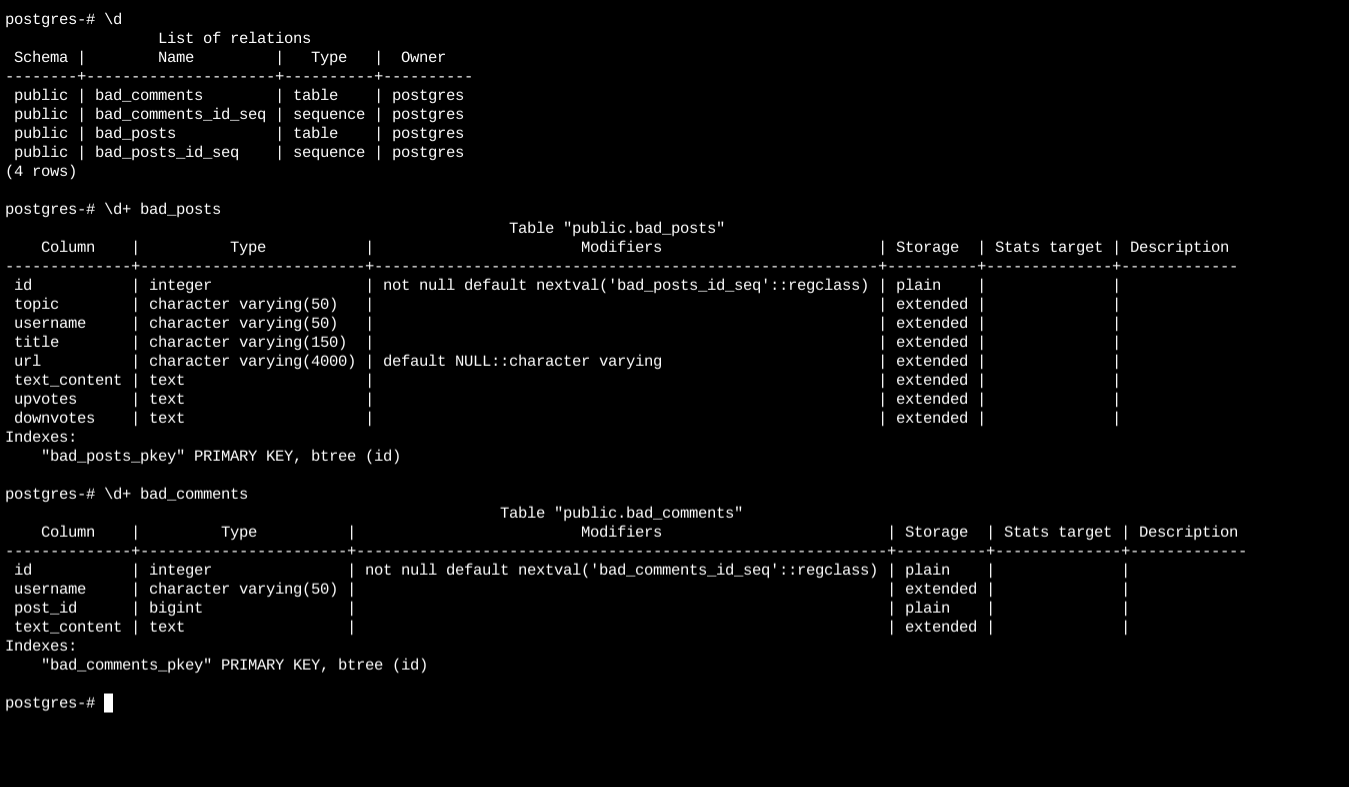 postgres-# \d
                 List of relations
 Schema |        Name         |   Type   |  Owner
--------+---------------------+----------+----------
 public | bad_comments        | table    | postgres
 public | bad_comments_id_seq | sequence | postgres
 public | bad_posts           | table    | postgres
 public | bad_posts_id_seq    | sequence | postgres
(4 rows)

postgres-# \d+ bad_posts
                                                        Table "public.bad_posts"
    Column    |          Type           |                       Modifiers                        | Storage  | Stats target | Description
--------------+-------------------------+--------------------------------------------------------+----------+--------------+-------------
 id           | integer                 | not null default nextval('bad_posts_id_seq'::regclass) | plain    |              |
 topic        | character varying(50)   |                                                        | extended |              |
 username     | character varying(50)   |                                                        | extended |              |
 title        | character varying(150)  |                                                        | extended |              |
 url          | character varying(4000) | default NULL::character varying                        | extended |              |
 text_content | text                    |                                                        | extended |              |
 upvotes      | text                    |                                                        | extended |              |
 downvotes    | text                    |                                                        | extended |              |
Indexes:
    "bad_posts_pkey" PRIMARY KEY, btree (id)

postgres-# \d+ bad_comments
                                                       Table "public.bad_comments"
    Column    |         Type          |                         Modifiers                         | Storage  | Stats target | Description
--------------+-----------------------+-----------------------------------------------------------+----------+--------------+-------------
 id           | integer               | not null default nextval('bad_comments_id_seq'::regclass) | plain    |              |
 username     | character varying(50) |                                                           | extended |              |
 post_id      | bigint                |                                                           | plain    |              |
 text_content | text                  |                                                           | extended |              |
Indexes:
    "bad_comments_pkey" PRIMARY KEY, btree (id)

postgres-#